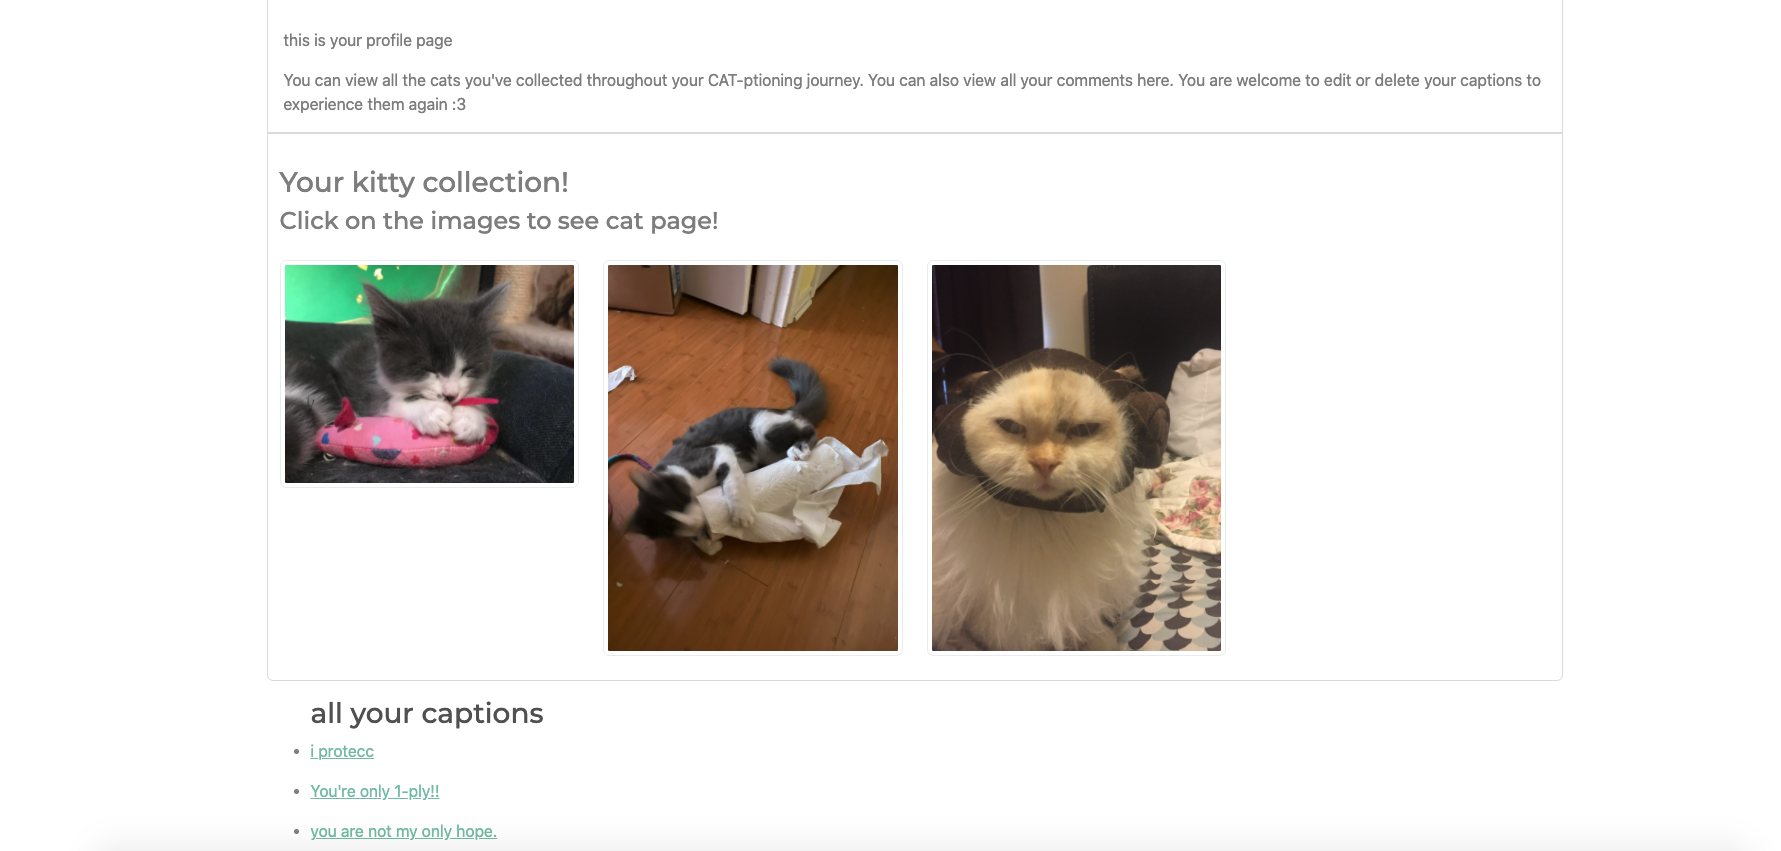 this is your profile page
You can view all the cats you've collected throughout your CAT-ptioning journey. You can also view all your comments here. You are welcome to edit or delete your captions to
experience them again :3
Your kitty collection!
Click on the images to see cat page!
all your captions
i protecc
You're only 1-ply!!
you are not my only hope.